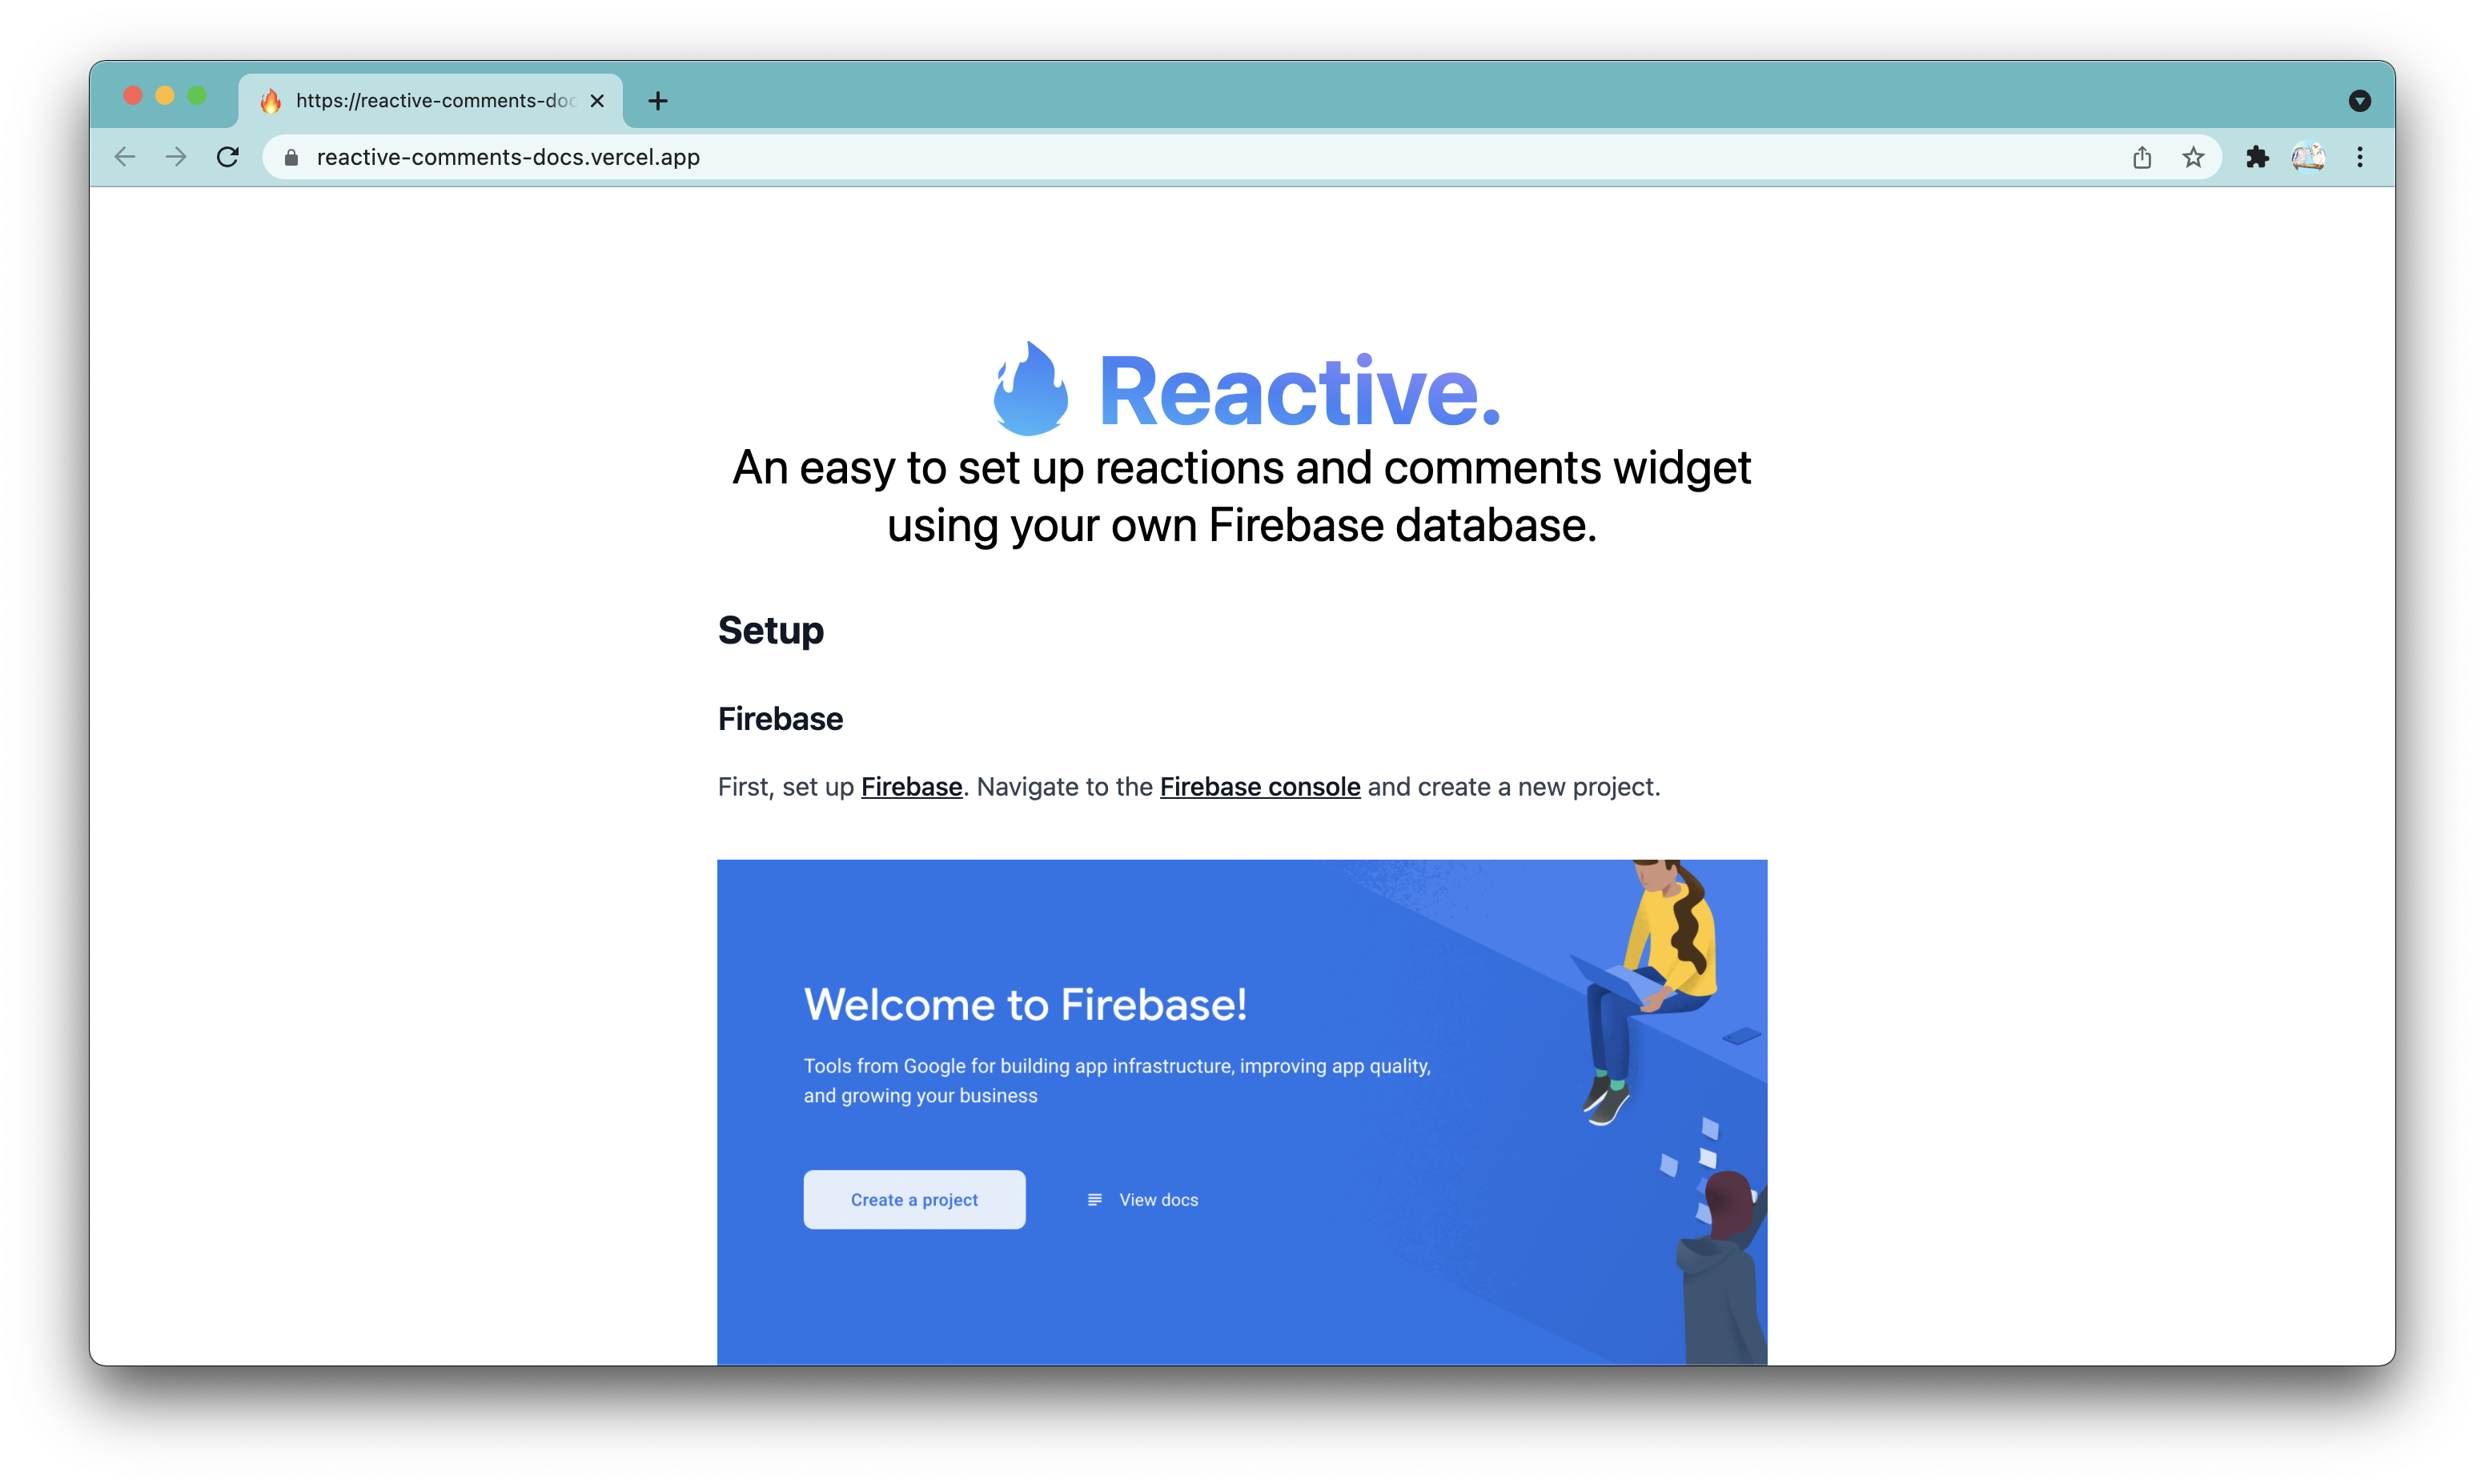 https://reactive-comments-doc
reactive-comments-docs.vercel.app
Reactive.
An easy to set up reactions and comments widget
using your own Firebase database.
Setup
Firebase
First, set up Firebase. Navigate to the Firebase console and create a new project.
Welcome to Firebase!
Tools from Google for building app infrastructure, improving app quality,
and growing your business
Create a project
View docs